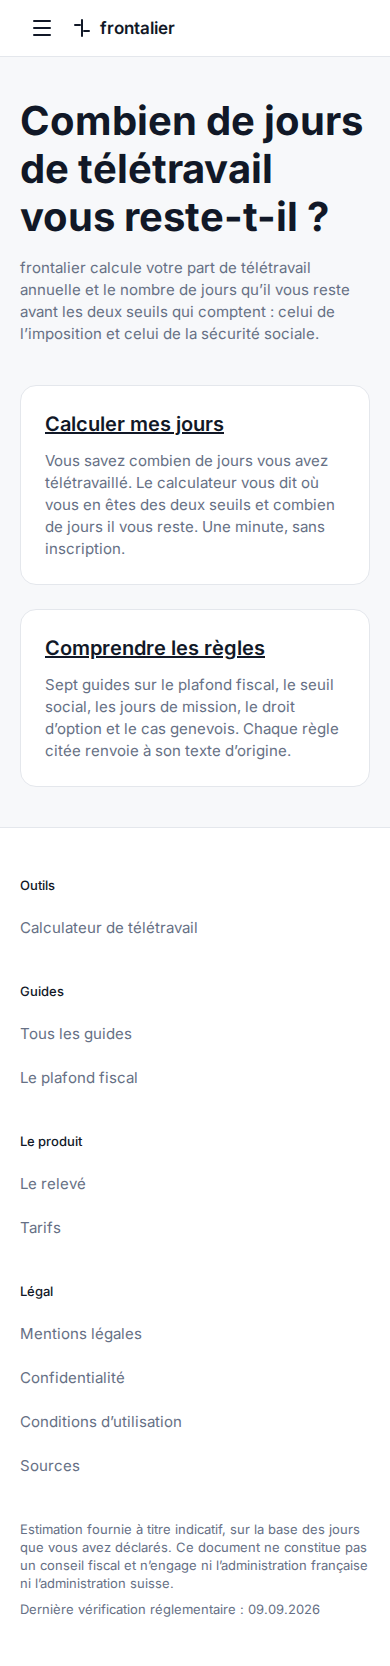 frontalier
Combien de jours
de télétravail
vous reste-t-il ?
frontalier calcule votre part de télétravail
annuelle et le nombre de jours qu’il vous reste
avant les deux seuils qui comptent : celui de
l’imposition et celui de la sécurité sociale.
Calculer mes jours
Vous savez combien de jours vous avez
télétravaillé. Le calculateur vous dit où
vous en êtes des deux seuils et combien
de jours il vous reste. Une minute, sans
inscription.
Comprendre les règles
Sept guides sur le plafond fiscal, le seuil
social, les jours de mission, le droit
d’option et le cas genevois. Chaque règle
citée renvoie à son texte d’origine.
Outils
Calculateur de télétravail
Guides
Tous les guides
Le plafond fiscal
Le produit
Le relevé
Tarifs
Légal
Mentions légales
Confidentialité
Conditions d’utilisation
Sources
Estimation fournie à titre indicatif, sur la base des jours
que vous avez déclarés. Ce document ne constitue pas
un conseil fiscal et n’engage ni l’administration française
ni l’administration suisse.
Dernière vérification réglementaire : 09.09.2026